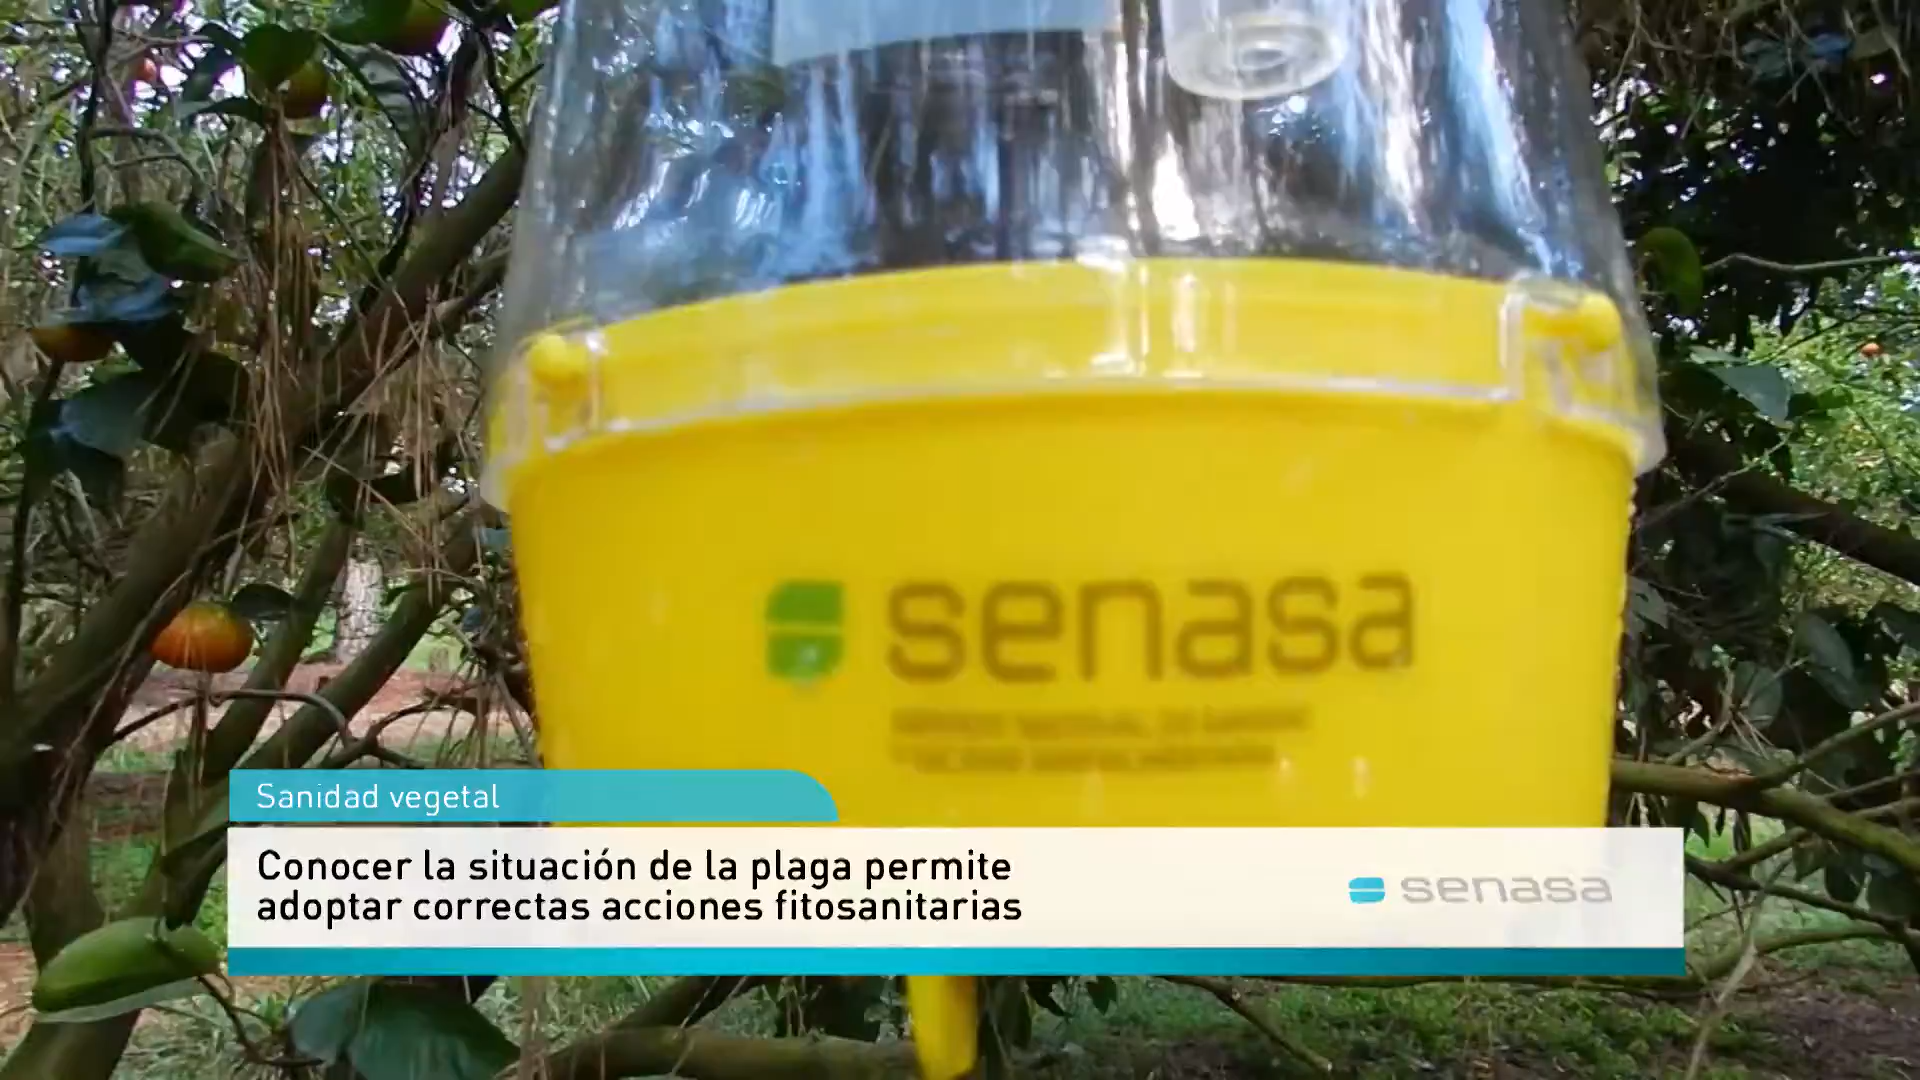 senasa
Sanidad vegetal
Conocer la situación de la plaga permite
adoptar correctas acciones fitosanitarias
senasa